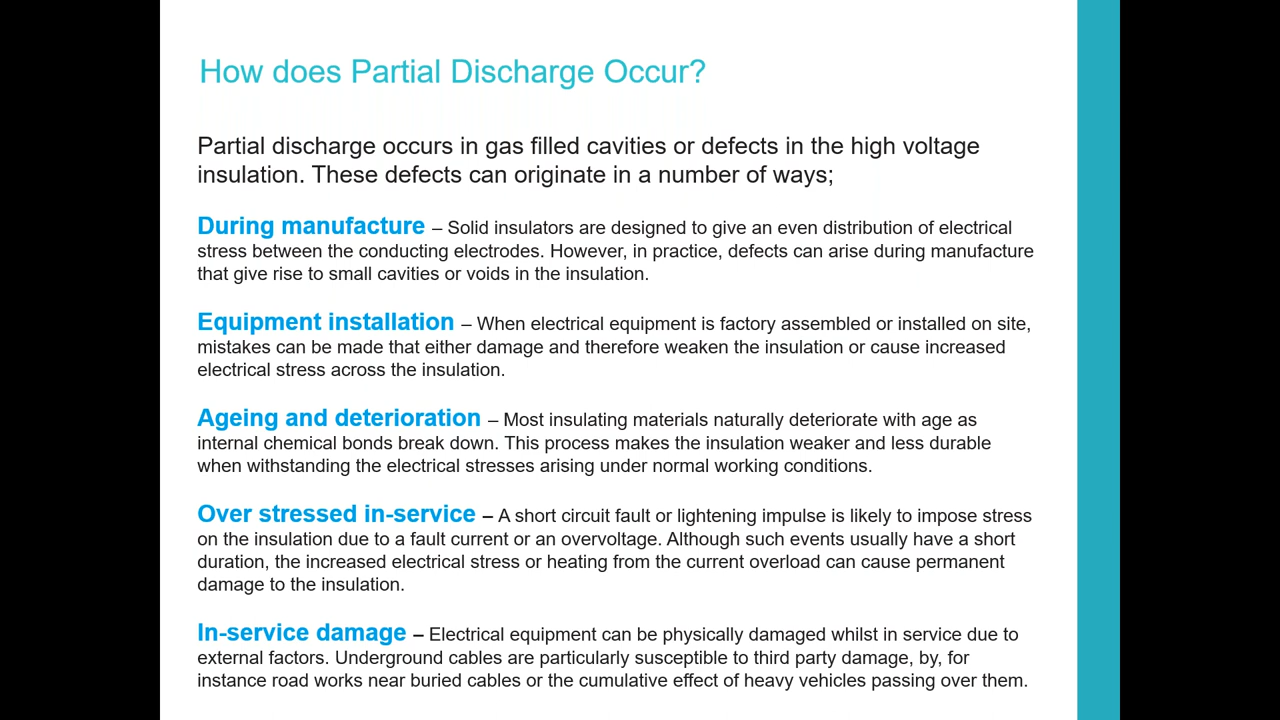 How does Partial Discharge Occur?
Partial discharge occurs in gas filled cavities or defects in the high voltage
insulation. These defects can originate in a number of ways;
During manufacture – Solid insulators are designed to give an even distribution of electrical
stress between the conducting electrodes. However, in practice, defects can arise during manufacture
that give rise to small cavities or voids in the insulation.
Equipment installation – When electrical equipment is factory assembled or installed on site,
mistakes can be made that either damage and therefore weaken the insulation or cause increased
electrical stress across the insulation.
Ageing and deterioration – Most insulating materials naturally deteriorate with age as
internal chemical bonds break down. This process makes the insulation weaker and less durable
when withstanding the electrical stresses arising under normal working conditions.
Over stressed in-service – A short circuit fault or lightening impulse is likely to impose stress
on the insulation due to a fault current or an overvoltage. Although such events usually have a short
duration, the increased electrical stress or heating from the current overload can cause permanent
damage to the insulation.
In-service damage – Electrical equipment can be physically damaged whilst in service due to
external factors. Underground cables are particularly susceptible to third party damage, by, for
instance road works near buried cables or the cumulative effect of heavy vehicles passing over them.